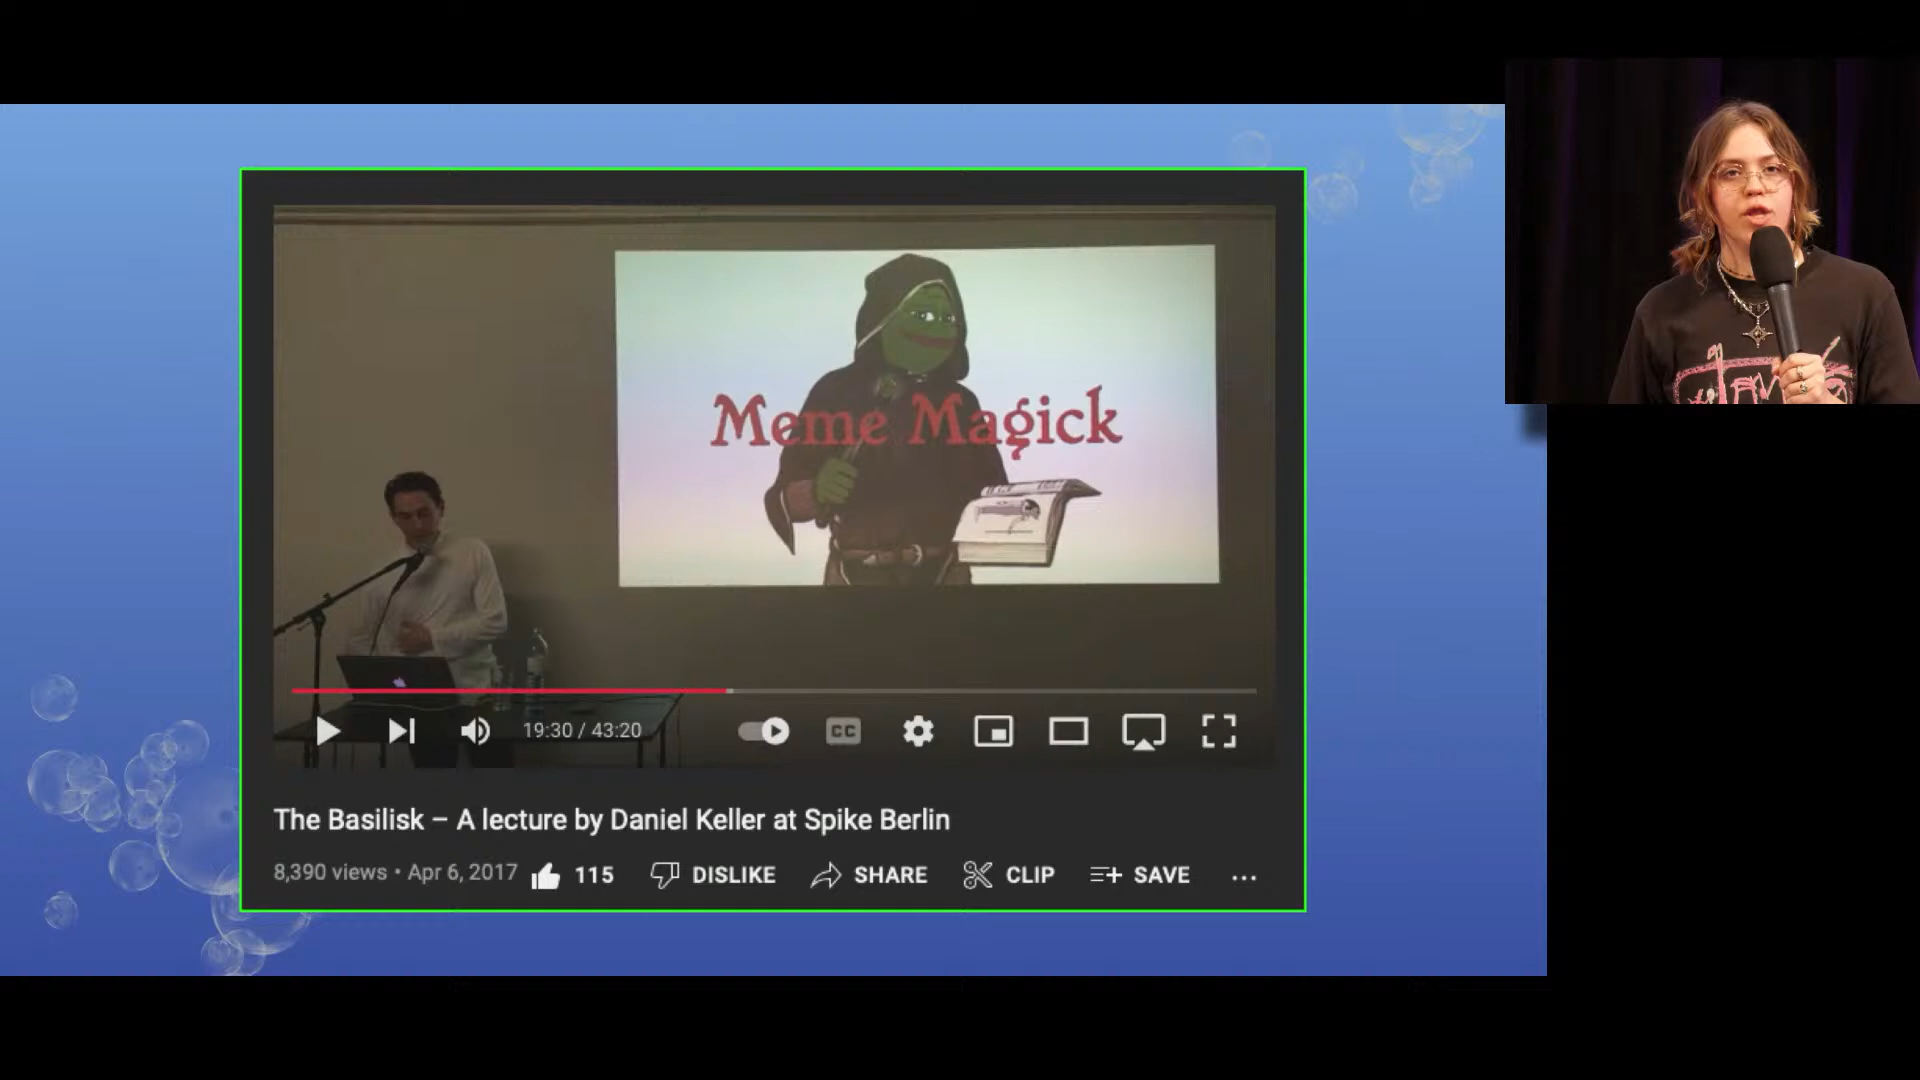 Meme Magick
19:30 / 43:20
CC
The Basilisk – A lecture by Daniel Keller at Spike Berlin
8,390 views • Apr 6, 2017 115 DISLIKE SHARE CLIP SAVE ...